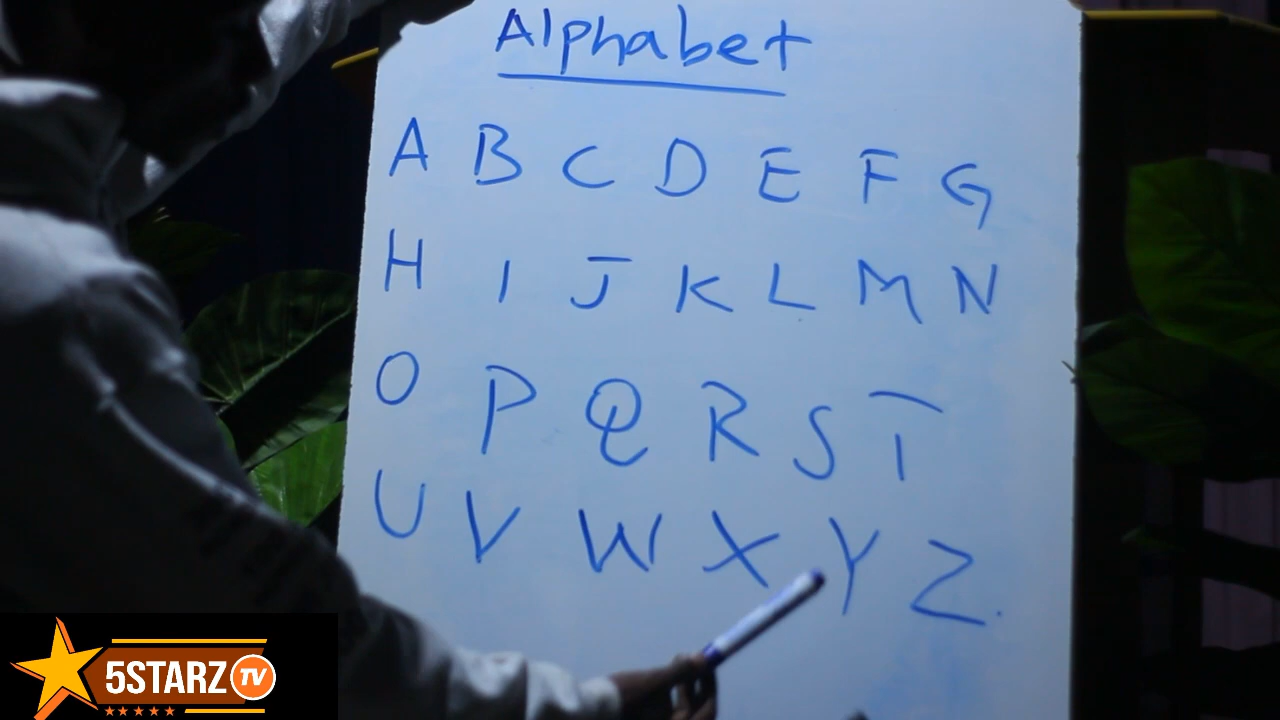 Alphabet
A B C D E F G
H I J K L M N
O P Q R S T
U V W X Y Z.
5STARZ TV